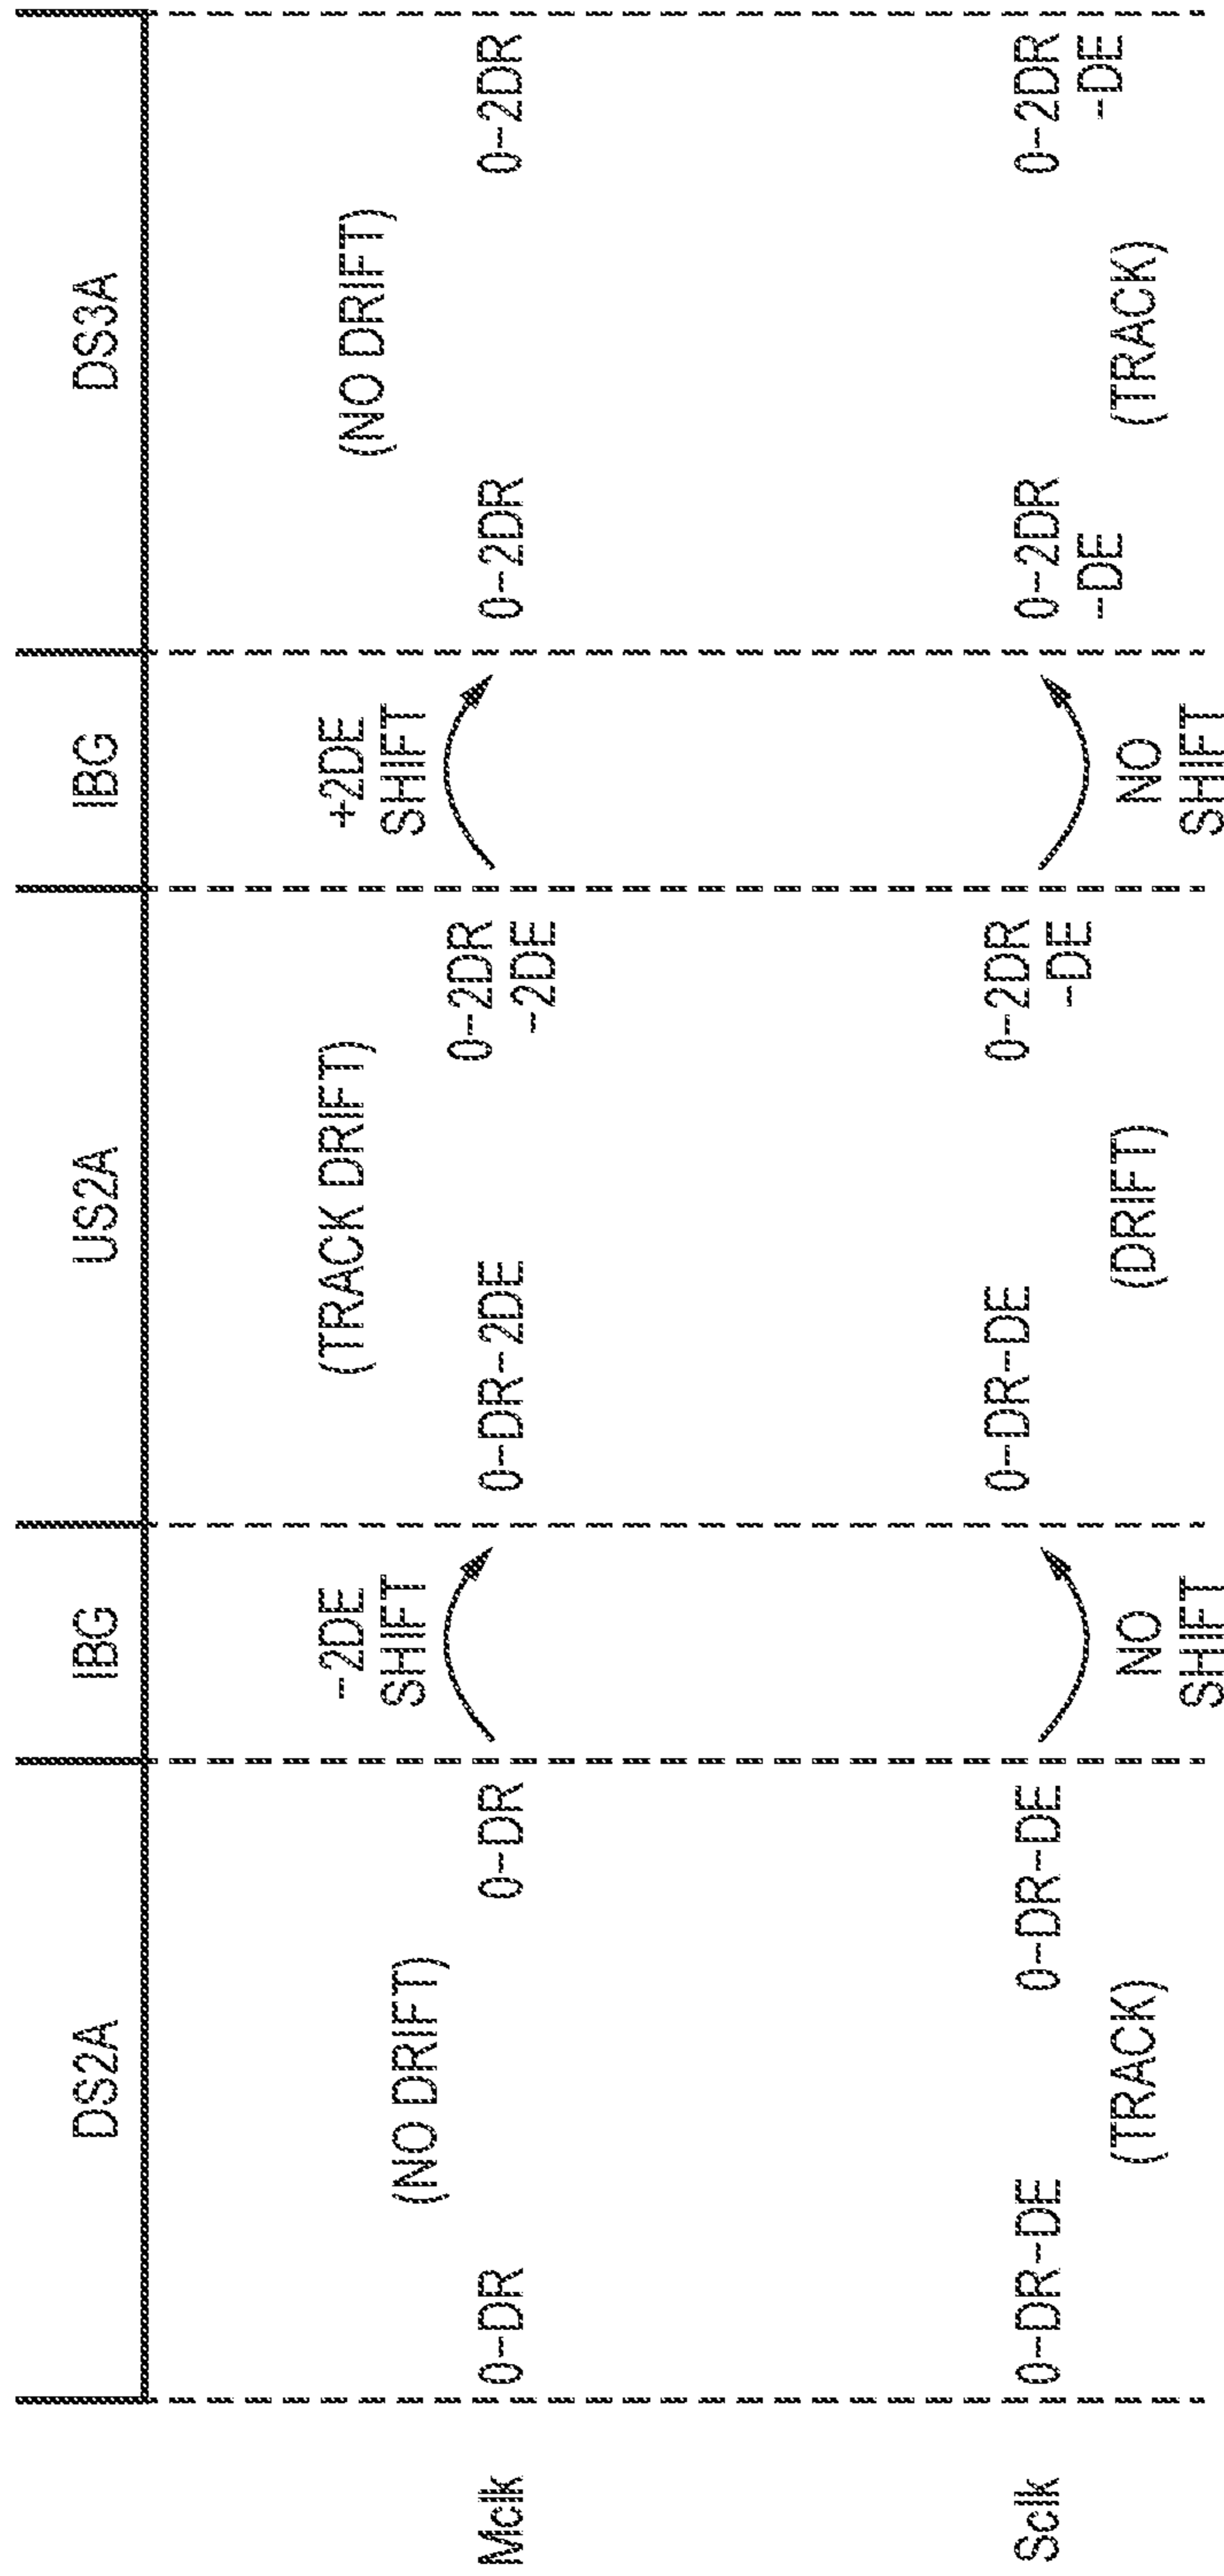 DS2A
IBG
US2A
IBG
DS3A
(NO DRIFT)
-2DE
SHIFT
(TRACK DRIFT)
+2DE
SHIFT
(NO DRIFT)
Mclk
0-DR
0-DR
0-DR-2DE
0-2DR
-2DE
0-2DR
0-2DR
Sclk
0-DR-DE
0-DR-DE
0-DR-DE
0-2DR
-DE
0-2DR
-DE
0-2DR
-DE
(TRACK)
NO
SHIFT
(DRIFT)
NO
SHIFT
(TRACK)